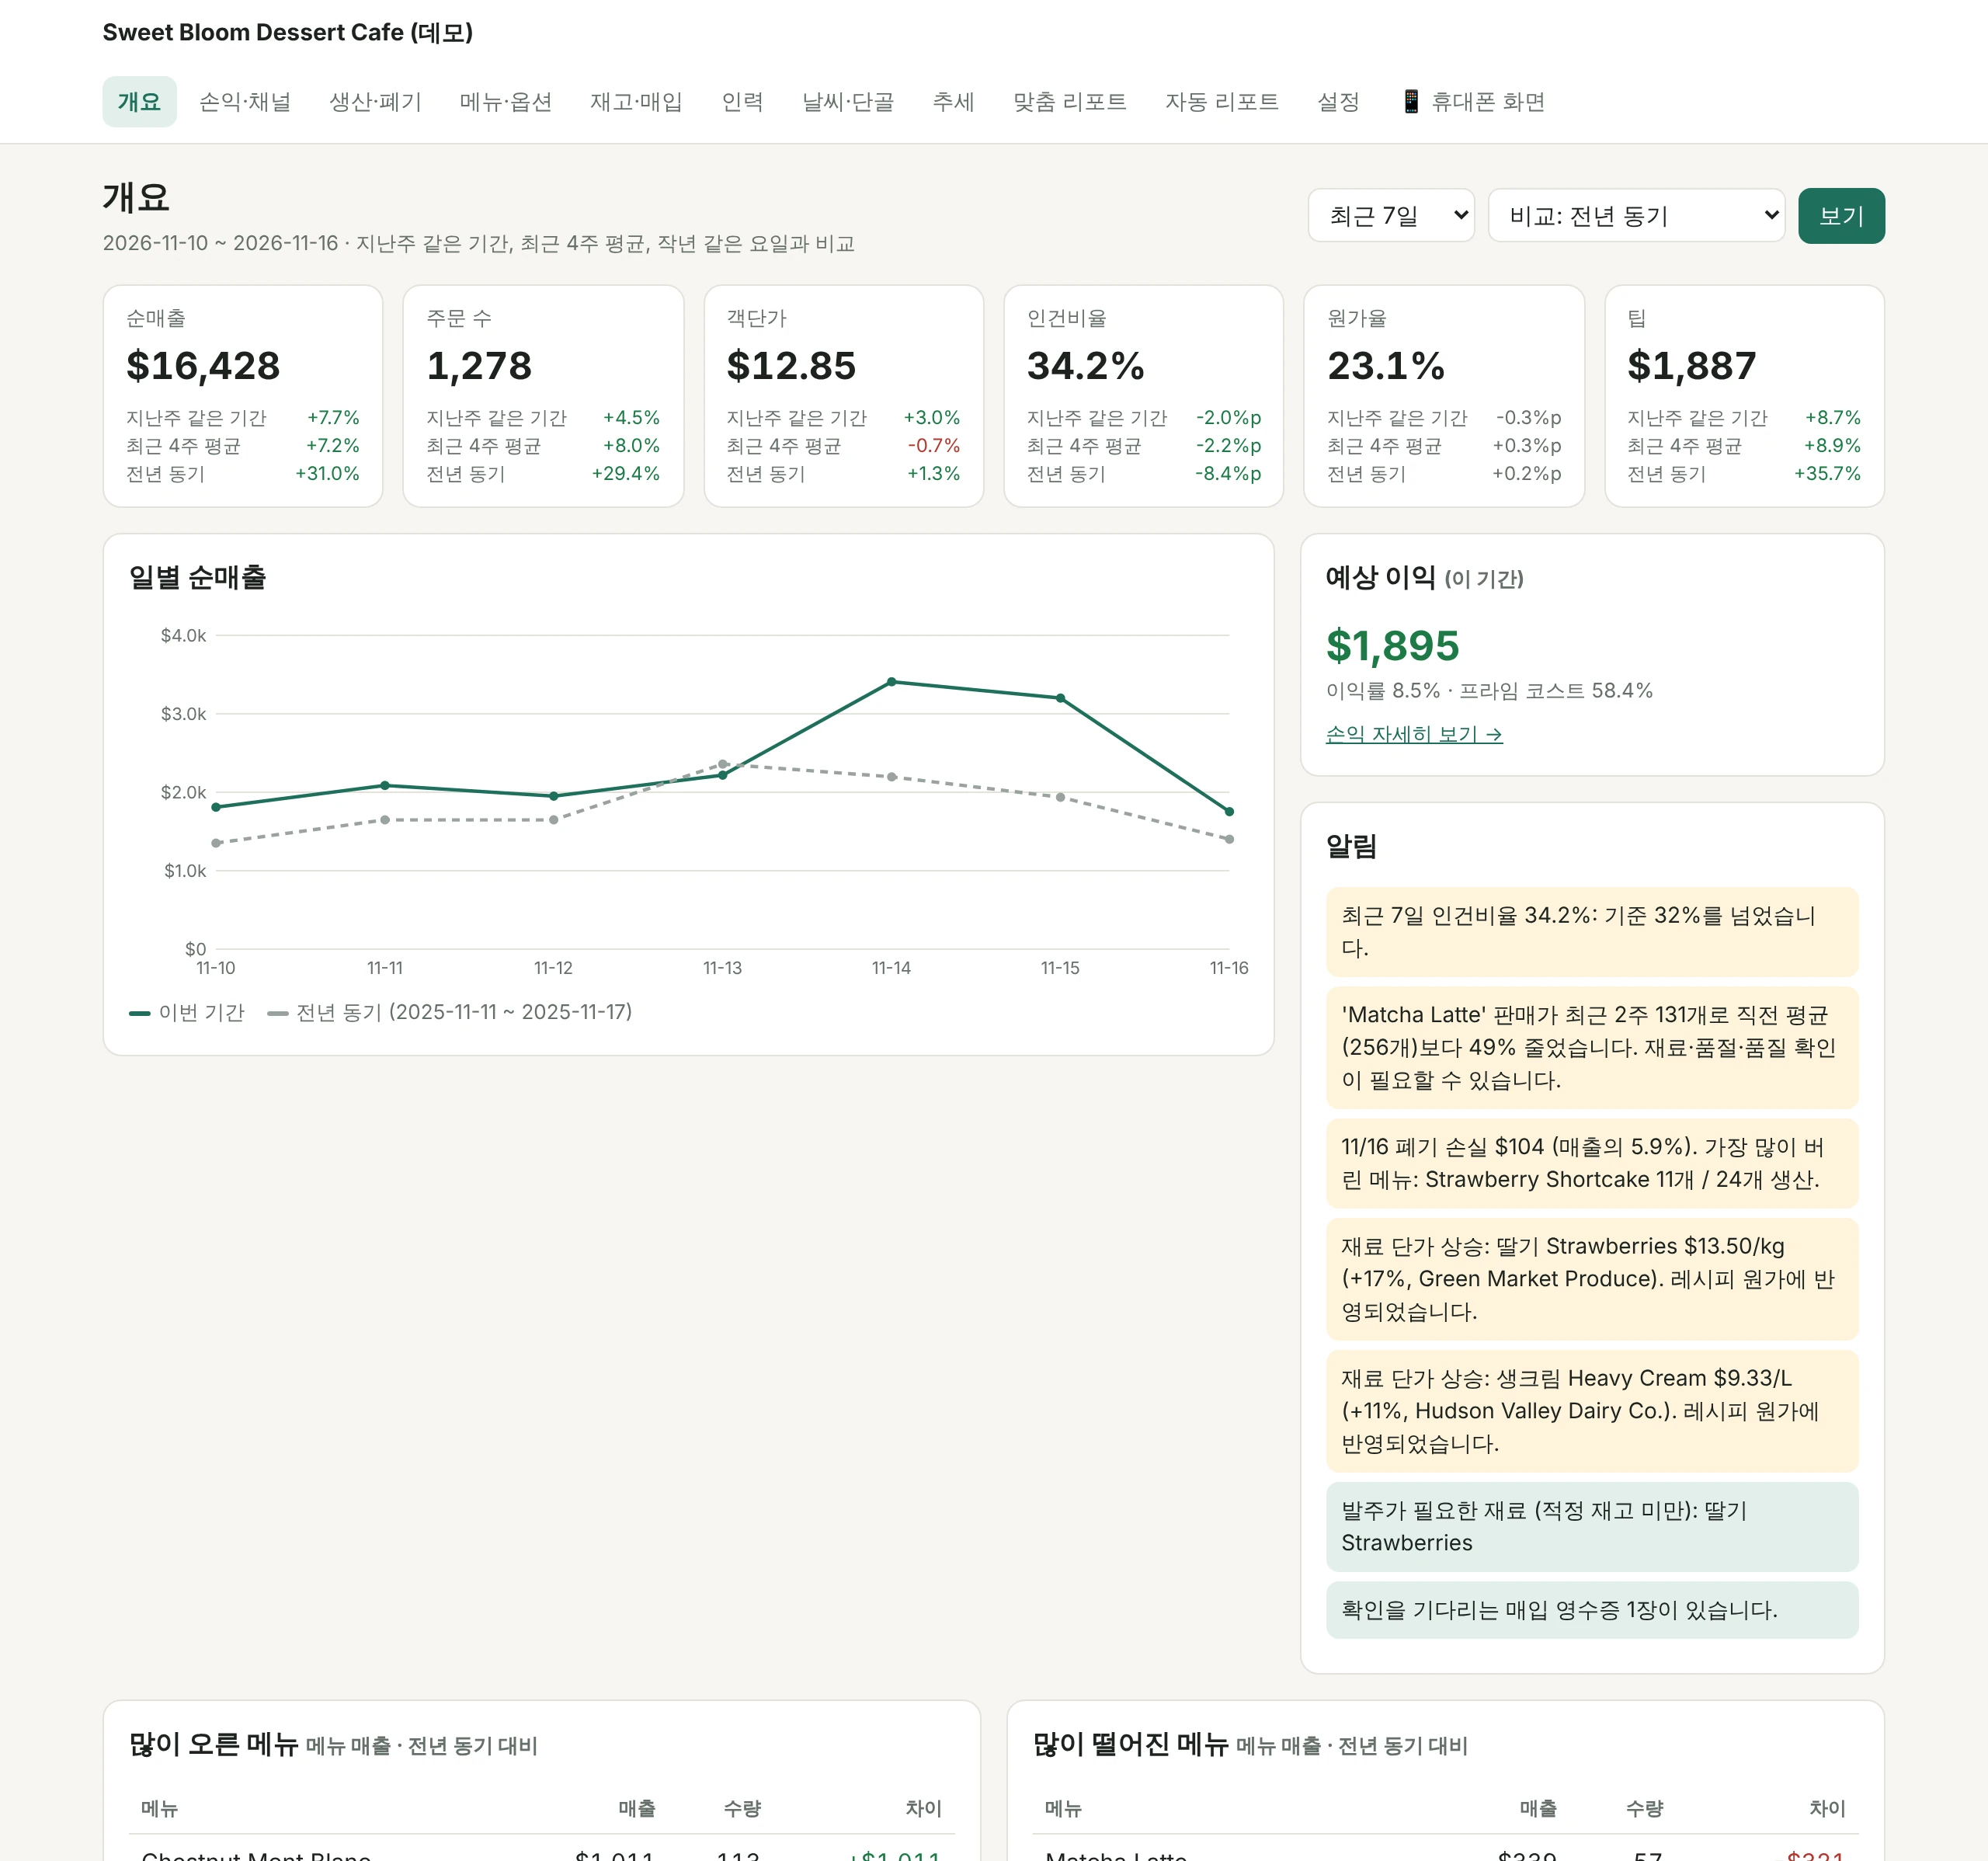 Sweet Bloom Dessert Cafe (데모)
개요 손익·채널 생산·폐기 메뉴·옵션 재고·매입 인력 날씨·단골 추세 맞춤 리포트 자동 리포트 설정 📱 휴대폰 화면
개요
2026-11-10 ~ 2026-11-16 · 지난주 같은 기간, 최근 4주 평균, 작년 같은 요일과 비교
최근 7일
비교: 전년 동기
보기
순매출
$16,428
지난주 같은 기간 +7.7%
최근 4주 평균 +7.2%
전년 동기 +31.0%
주문 수
1,278
지난주 같은 기간 +4.5%
최근 4주 평균 +8.0%
전년 동기 +29.4%
객단가
$12.85
지난주 같은 기간 +3.0%
최근 4주 평균 -0.7%
전년 동기 +1.3%
인건비율
34.2%
지난주 같은 기간 -2.0%p
최근 4주 평균 -2.2%p
전년 동기 -8.4%p
원가율
23.1%
지난주 같은 기간 -0.3%p
최근 4주 평균 +0.3%p
전년 동기 +0.2%p
팁
$1,887
지난주 같은 기간 +8.7%
최근 4주 평균 +8.9%
전년 동기 +35.7%
일별 순매출
$4.0k
$3.0k
$2.0k
$1.0k
$0
11-10 11-11 11-12 11-13 11-14 11-15 11-16
이번 기간 전년 동기 (2025-11-11 ~ 2025-11-17)
예상 이익 (이 기간)
$1,895
이익률 8.5% · 프라임 코스트 58.4%
손익 자세히 보기 →
알림
최근 7일 인건비율 34.2%: 기준 32%를 넘었습니
다.
'Matcha Latte' 판매가 최근 2주 131개로 직전 평균
(256개)보다 49% 줄었습니다. 재료·품절·품질 확인
이 필요할 수 있습니다.
11/16 폐기 손실 $104 (매출의 5.9%). 가장 많이 버
린 메뉴: Strawberry Shortcake 11개 / 24개 생산.
재료 단가 상승: 딸기 Strawberries $13.50/kg
(+17%, Green Market Produce). 레시피 원가에 반
영되었습니다.
재료 단가 상승: 생크림 Heavy Cream $9.33/L
(+11%, Hudson Valley Dairy Co.). 레시피 원가에
반영되었습니다.
발주가 필요한 재료 (적정 재고 미만): 딸기
Strawberries
확인을 기다리는 매입 영수증 1장이 있습니다.
많이 오른 메뉴 메뉴 매출 · 전년 동기 대비
메뉴 매출 수량 차이
Chestnut Mont Blanc $1,011 113 +$1,011
많이 떨어진 메뉴 메뉴 매출 · 전년 동기 대비
메뉴 매출 수량 차이
Matcha Latte $339 57 -$321